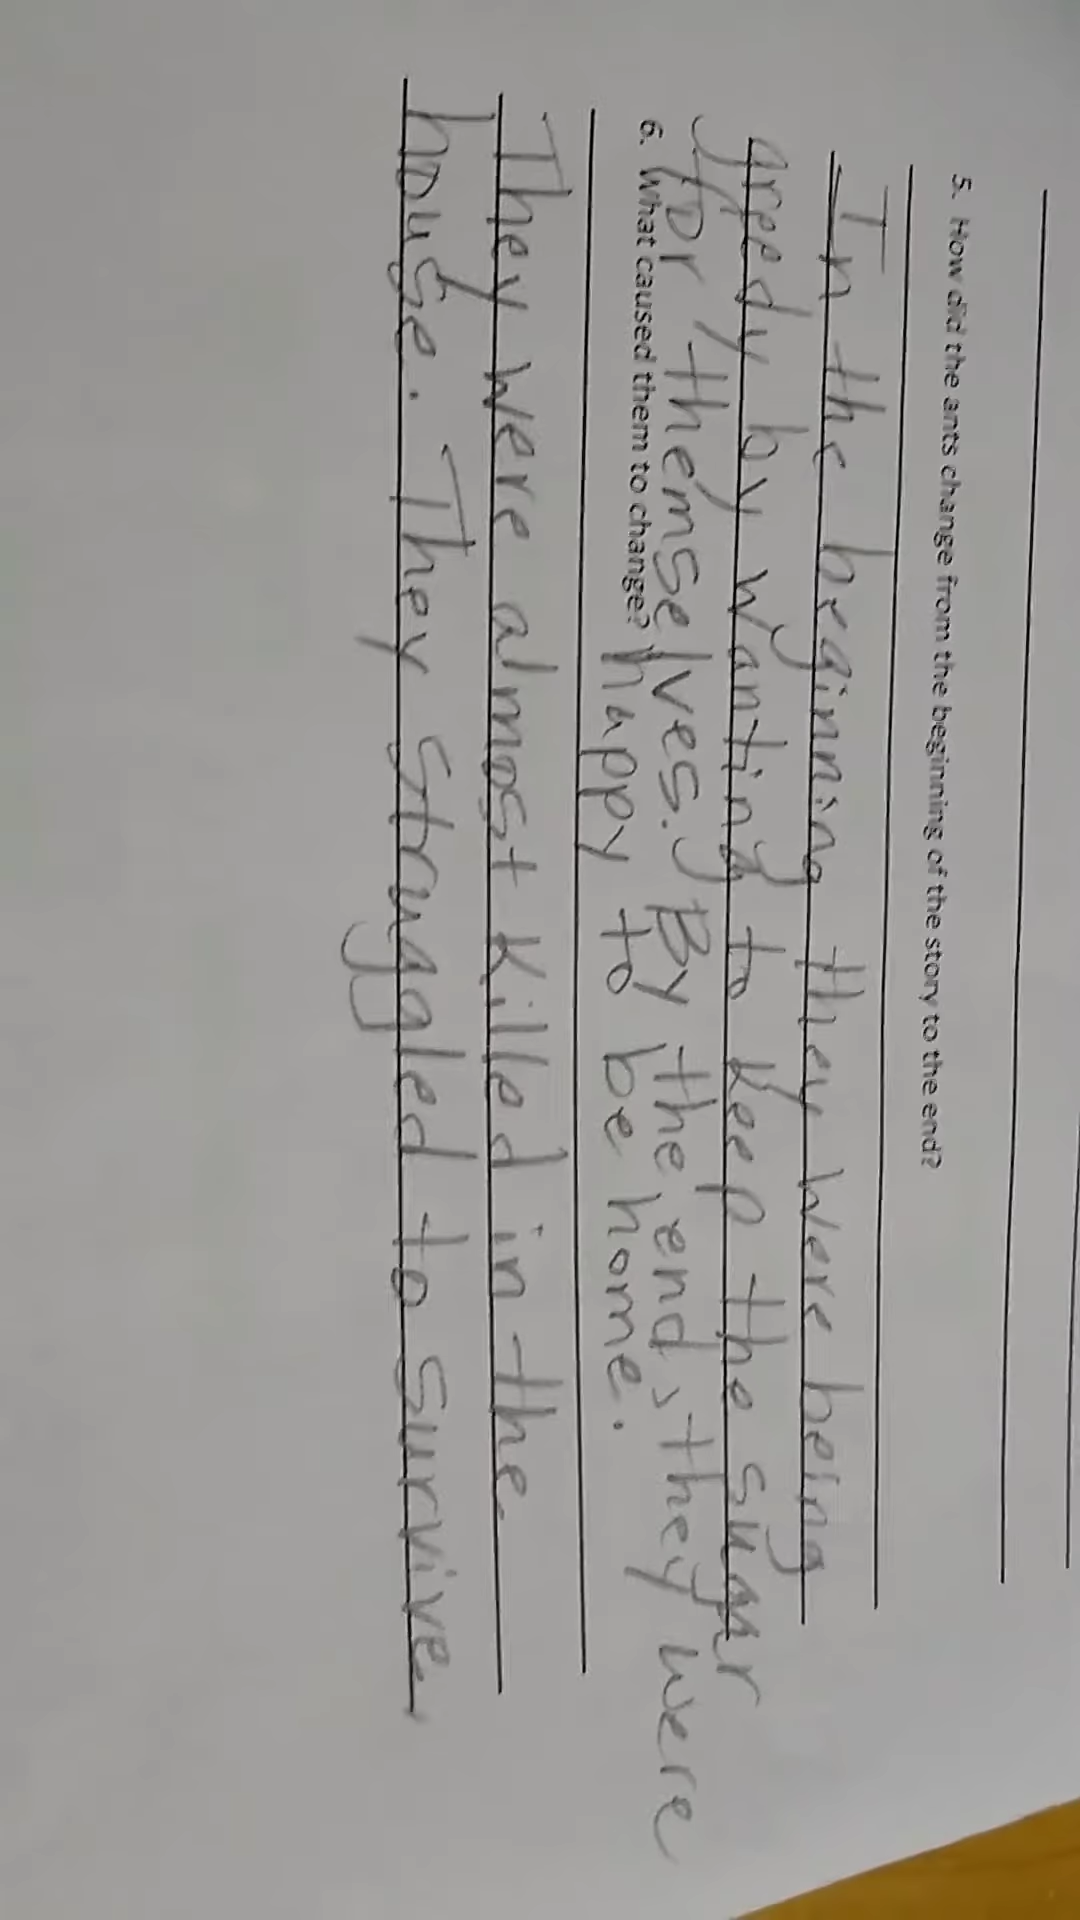 5. How did the ants change from the beginning of the story to the end?
In the beginning they were being
greedy by wanting to keep the sugar
for themselves. By the end, they were
happy to be home.
6. What caused them to change?
They were almost killed in the
house. They struggled to survive